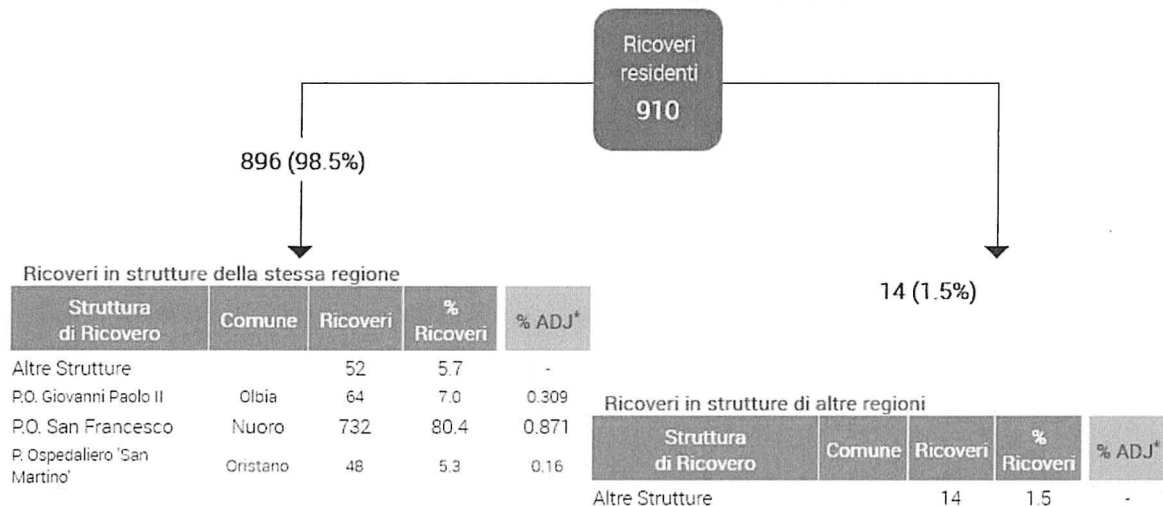 Ricoveri
residenti
910
896 (98.5%)
14 (1.5%)
Ricoveri in strutture della stessa regione
Struttura di Ricovero Comune Ricoveri % Ricoveri % ADJ*
Altre Strutture 52 5.7 -
P.O. Giovanni Paolo II Olbia 64 7.0 0.309
P.O. San Francesco Nuoro 732 80.4 0.871
P. Ospedaliero 'San Martino' Oristano 48 5.3 0.16
Ricoveri in strutture di altre regioni
Struttura di Ricovero Comune Ricoveri % Ricoveri % ADJ*
Altre Strutture 14 1.5 -